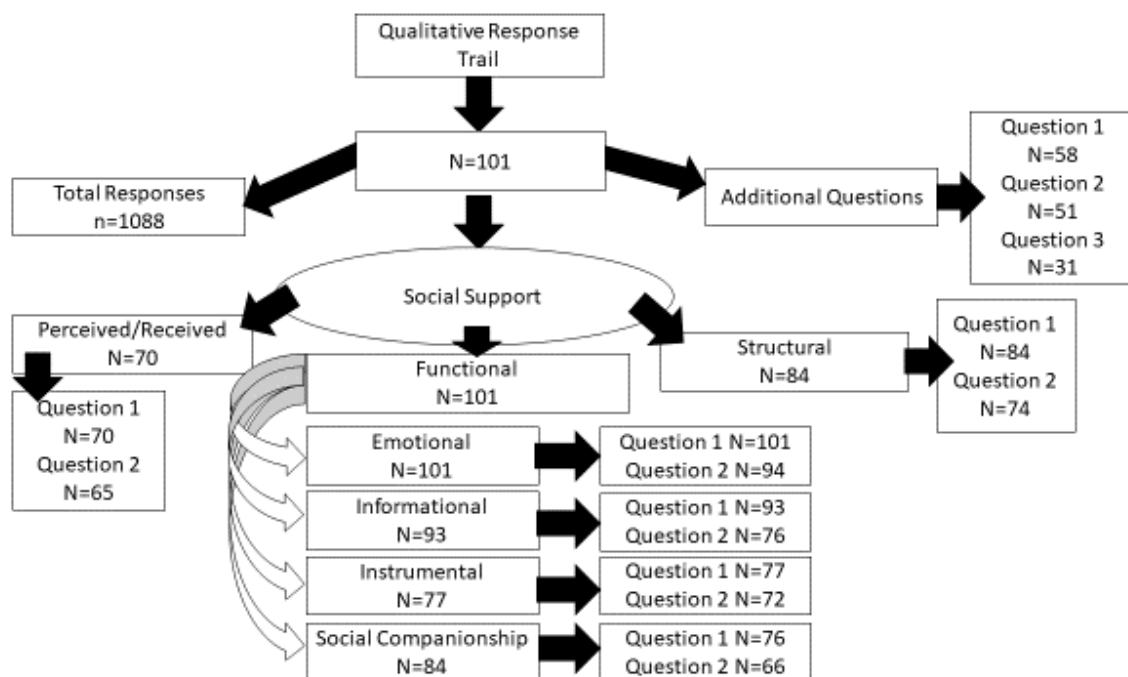 Qualitative Response
Trail
N=101
Total Responses
n=1088
Additional Questions
Question 1
N=58
Question 2
N=51
Question 3
N=31
Social Support
Perceived/Received
N=70
Question 1
N=70
Question 2
N=65
Functional
N=101
Structural
N=84
Question 1
N=84
Question 2
N=74
Emotional
N=101
Question 1 N=101
Question 2 N=94
Informational
N=93
Question 1 N=93
Question 2 N=76
Instrumental
N=77
Question 1 N=77
Question 2 N=72
Social Companionship
N=84
Question 1 N=76
Question 2 N=66